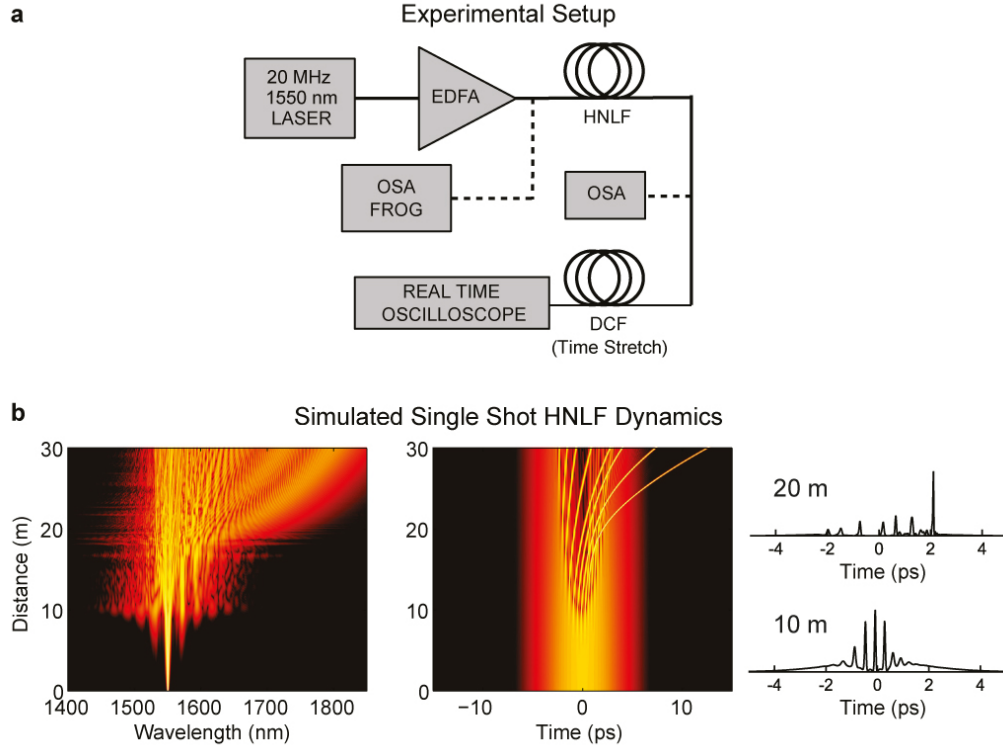 a
Experimental Setup
20 MHz
1550 nm
LASER
EDFA
HNLF
OSA
FROG
OSA
REAL TIME
OSCILLOSCOPE
DCF
(Time Stretch)
b
Simulated Single Shot HNLF Dynamics
Distance (m)
30
20
10
0
1400 1500 1600 1700 1800
Wavelength (nm)
30
20
10
0
−10 0 10
Time (ps)
20 m
-4 -2 0 2 4
Time (ps)
10 m
-4 -2 0 2 4
Time (ps)